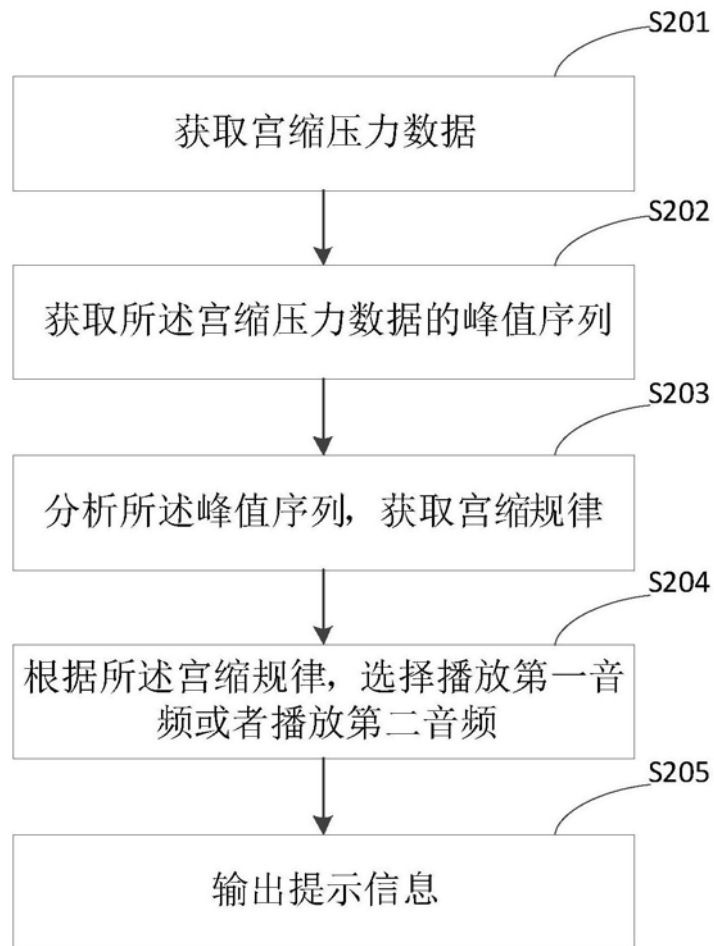 S201
获取宫缩压力数据
S202
获取所述宫缩压力数据的峰值序列
S203
分析所述峰值序列，获取宫缩规律
S204
根据所述宫缩规律，选择播放第一音
频或者播放第二音频
S205
输出提示信息